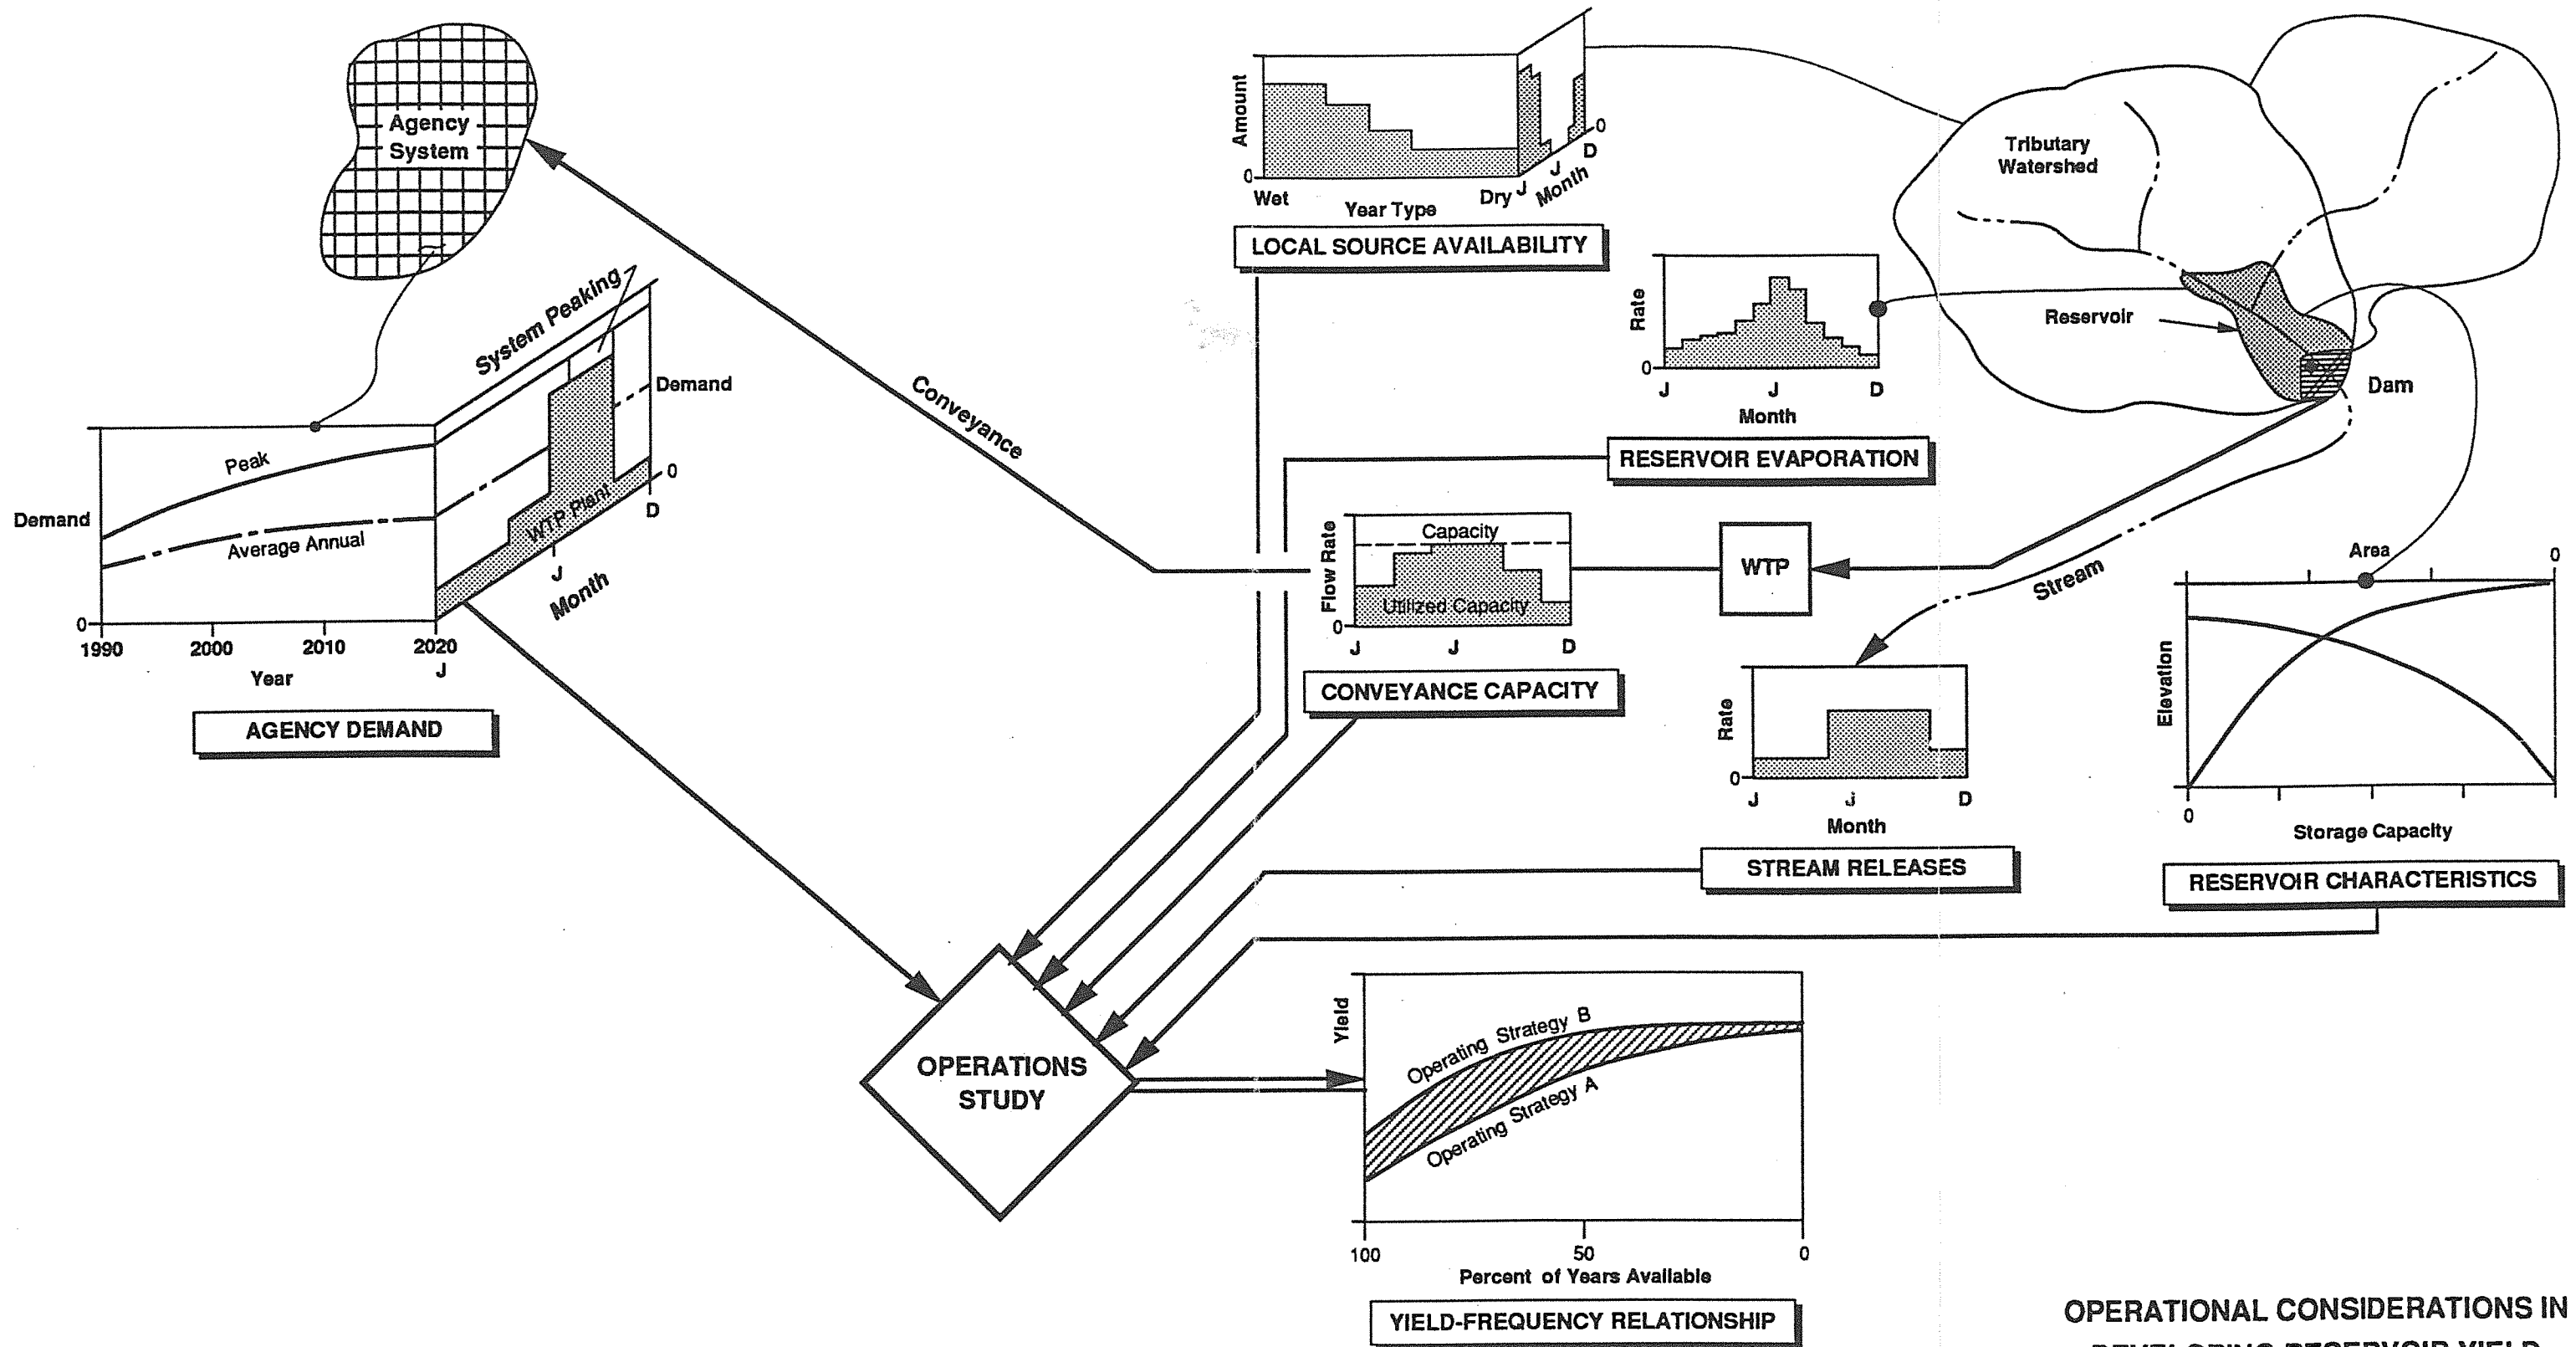 Agency
System
System Peaking
Demand
0
D
WTP Plant
J
Month
Peak
Average Annual
Demand
0
1990
2000
2010
2020
J
Year
AGENCY DEMAND
Conveyance
Amount
0
Wet
Year Type
Dry
J
J
D
0
Month
LOCAL SOURCE AVAILABILITY
Rate
0
J
J
D
Month
RESERVOIR EVAPORATION
Tributary
Watershed
Reservoir
Dam
Flow Rate
Capacity
Utilized Capacity
0
J
J
D
CONVEYANCE CAPACITY
WTP
Stream
Rate
0
J
J
D
Month
STREAM RELEASES
Area
0
Elevation
0
Storage Capacity
RESERVOIR CHARACTERISTICS
OPERATIONS
STUDY
Yield
Operating Strategy B
Operating Strategy A
100
50
0
Percent of Years Available
YIELD-FREQUENCY RELATIONSHIP
OPERATIONAL CONSIDERATIONS IN
DEVELOPING RESERVOIR YIELD